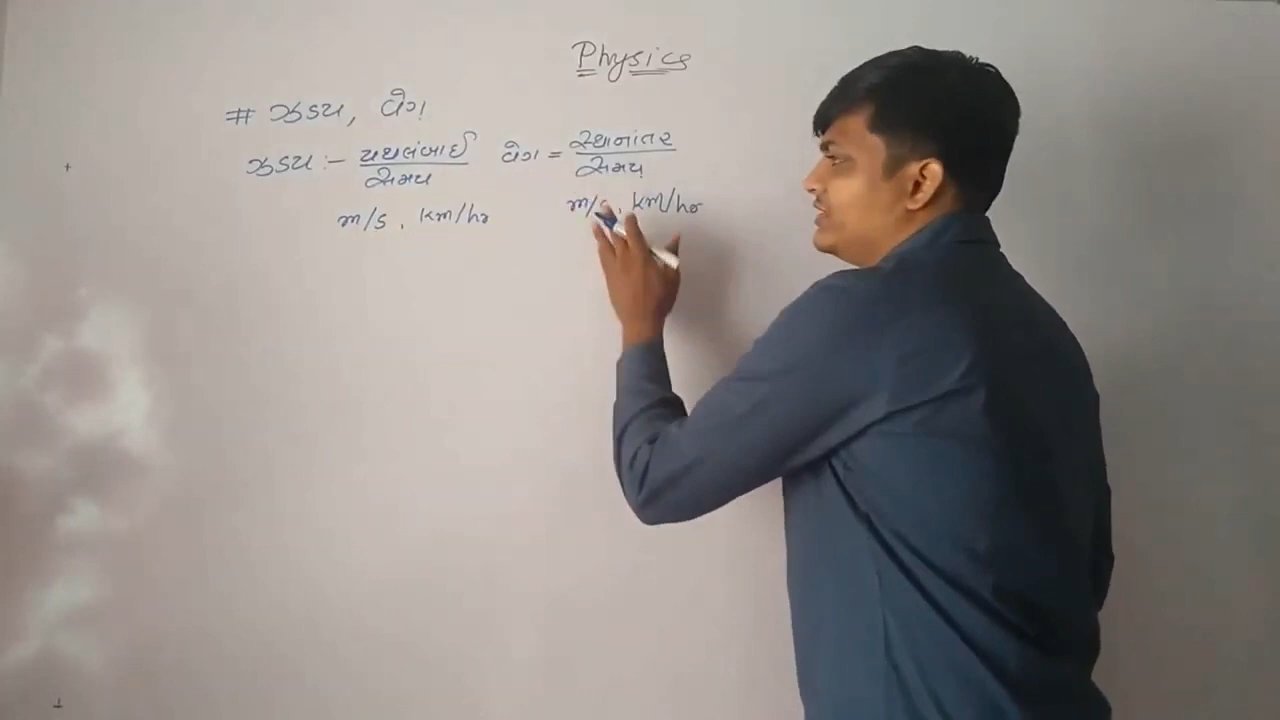 Physics
# ઝડપ, વેગ
ઝડપ :- પથલંબાઈ / સમય વેગ = સ્થાનાંતર / સમય
m/s , km/hr m/s , km/hr